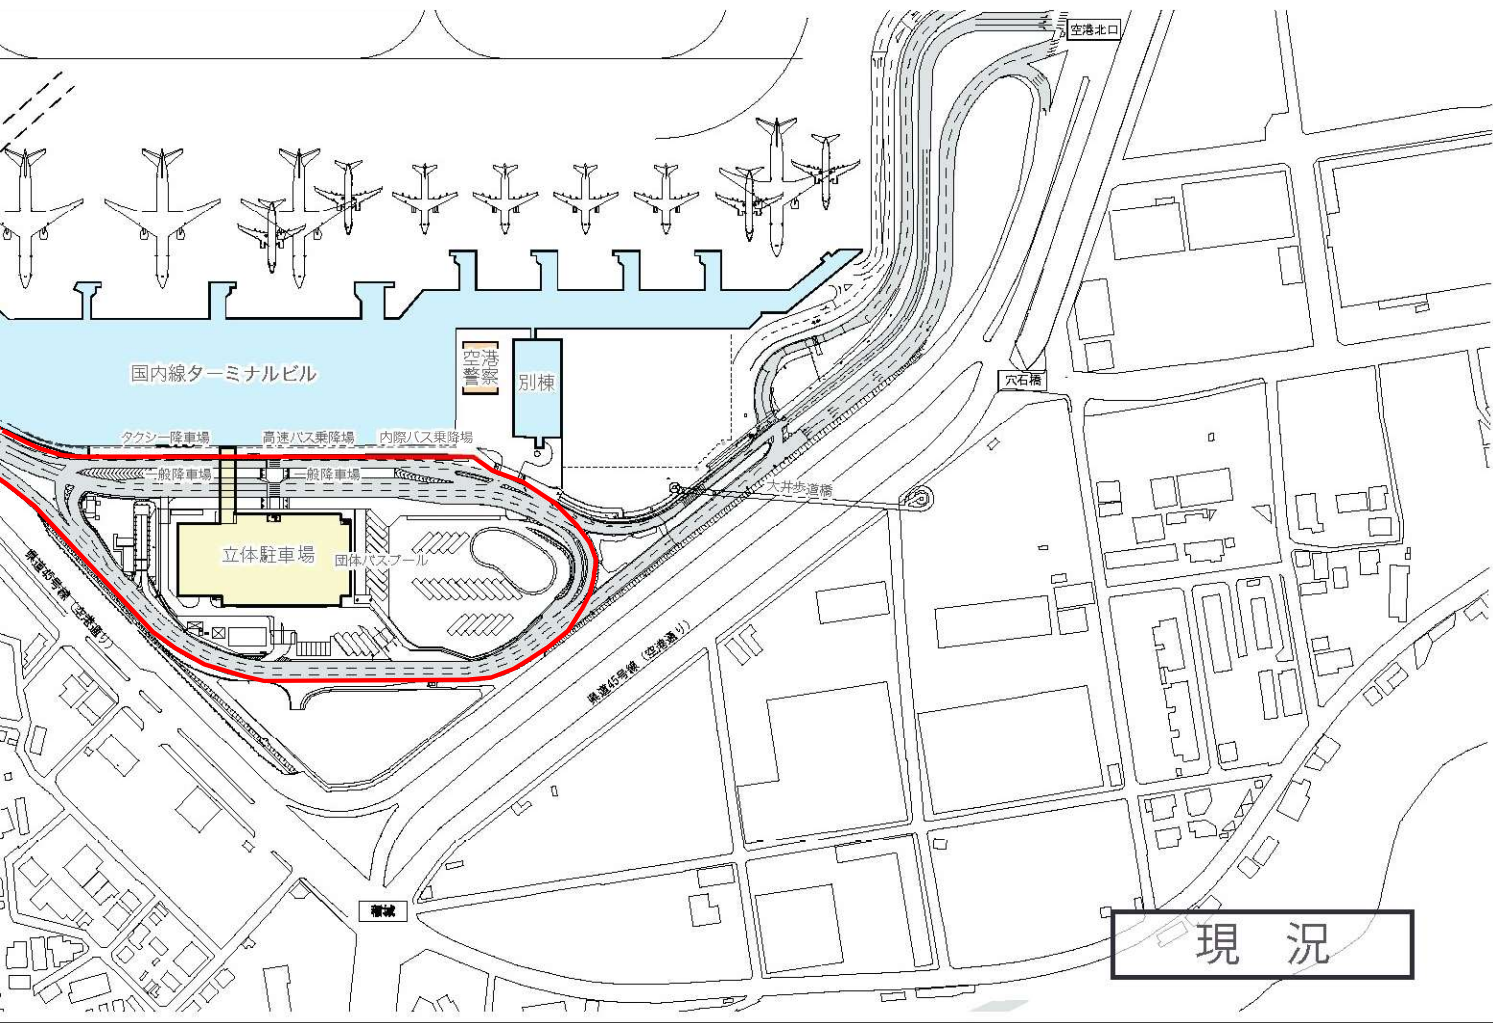 空港北口
国内線ターミナルビル
空港
警察
別棟
穴石橋
タクシー降車場
高速バス乗降場
内際バス乗降場
一般降車場
一般降車場
大井歩道橋
立体駐車場
団体バスプール
県道45号線（空港通り）
県道45号線（空港通り）
現 況